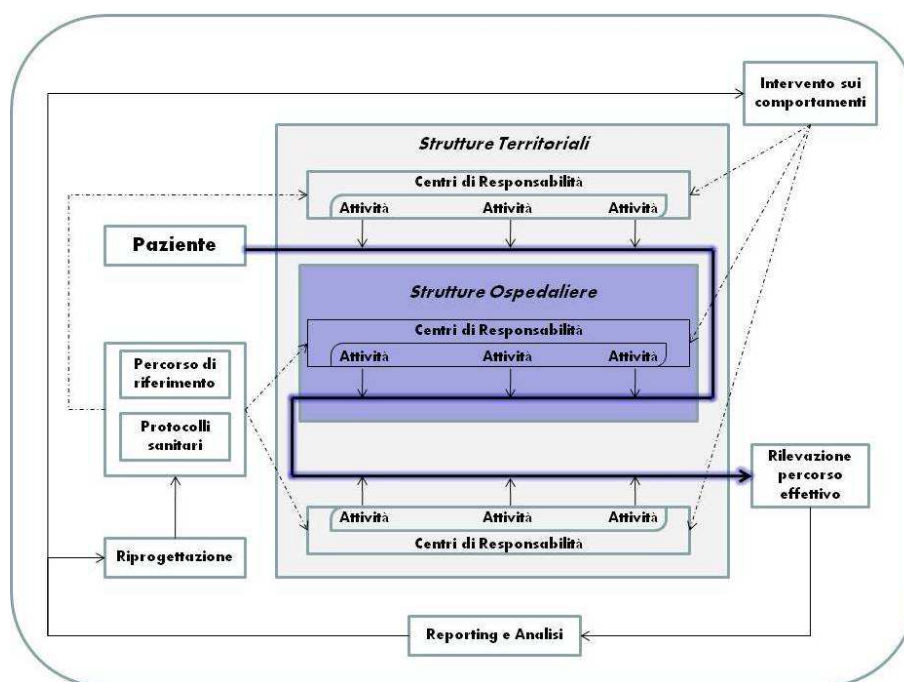 Intervento sui
comportamenti
Strutture Territoriali
Centri di Responsabilità
Attività Attività Attività
Paziente
Strutture Ospedaliere
Centri di Responsabilità
Attività Attività Attività
Percorso di
riferimento
Protocolli
sanitari
Rilevazione
percorso
effettivo
Attività Attività Attività
Centri di Responsabilità
Riprogettazione
Reporting e Analisi